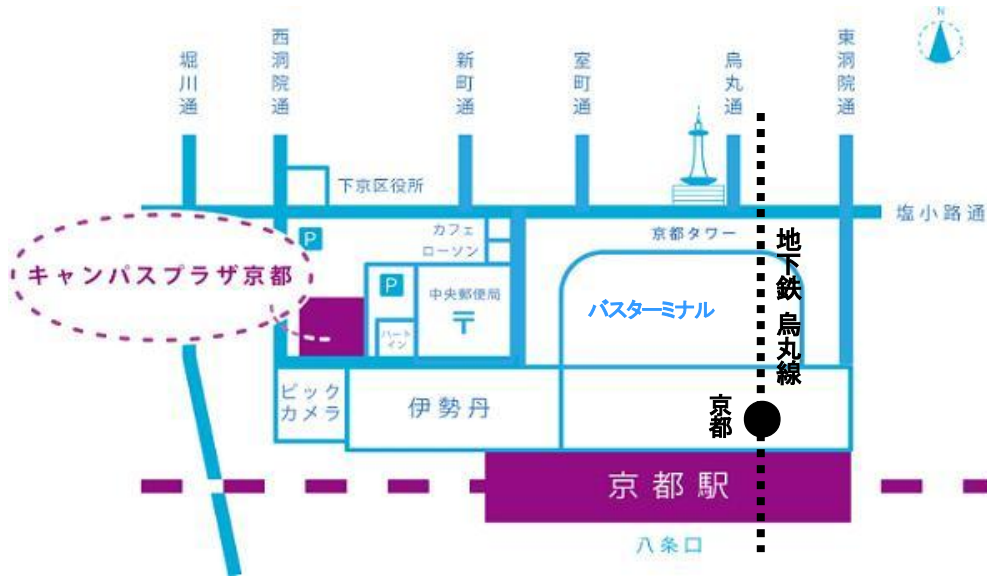 N
堀川通
西洞院通
新町通
室町通
烏丸通
東洞院通
下京区役所
塩小路通
カフェ
ローソン
京都タワー
P
キャンパスプラザ京都
P
中央郵便局
〒
ハート
イン
バスターミナル
地下鉄 烏丸線
ビック
カメラ
伊勢丹
京都
京都駅
八条口